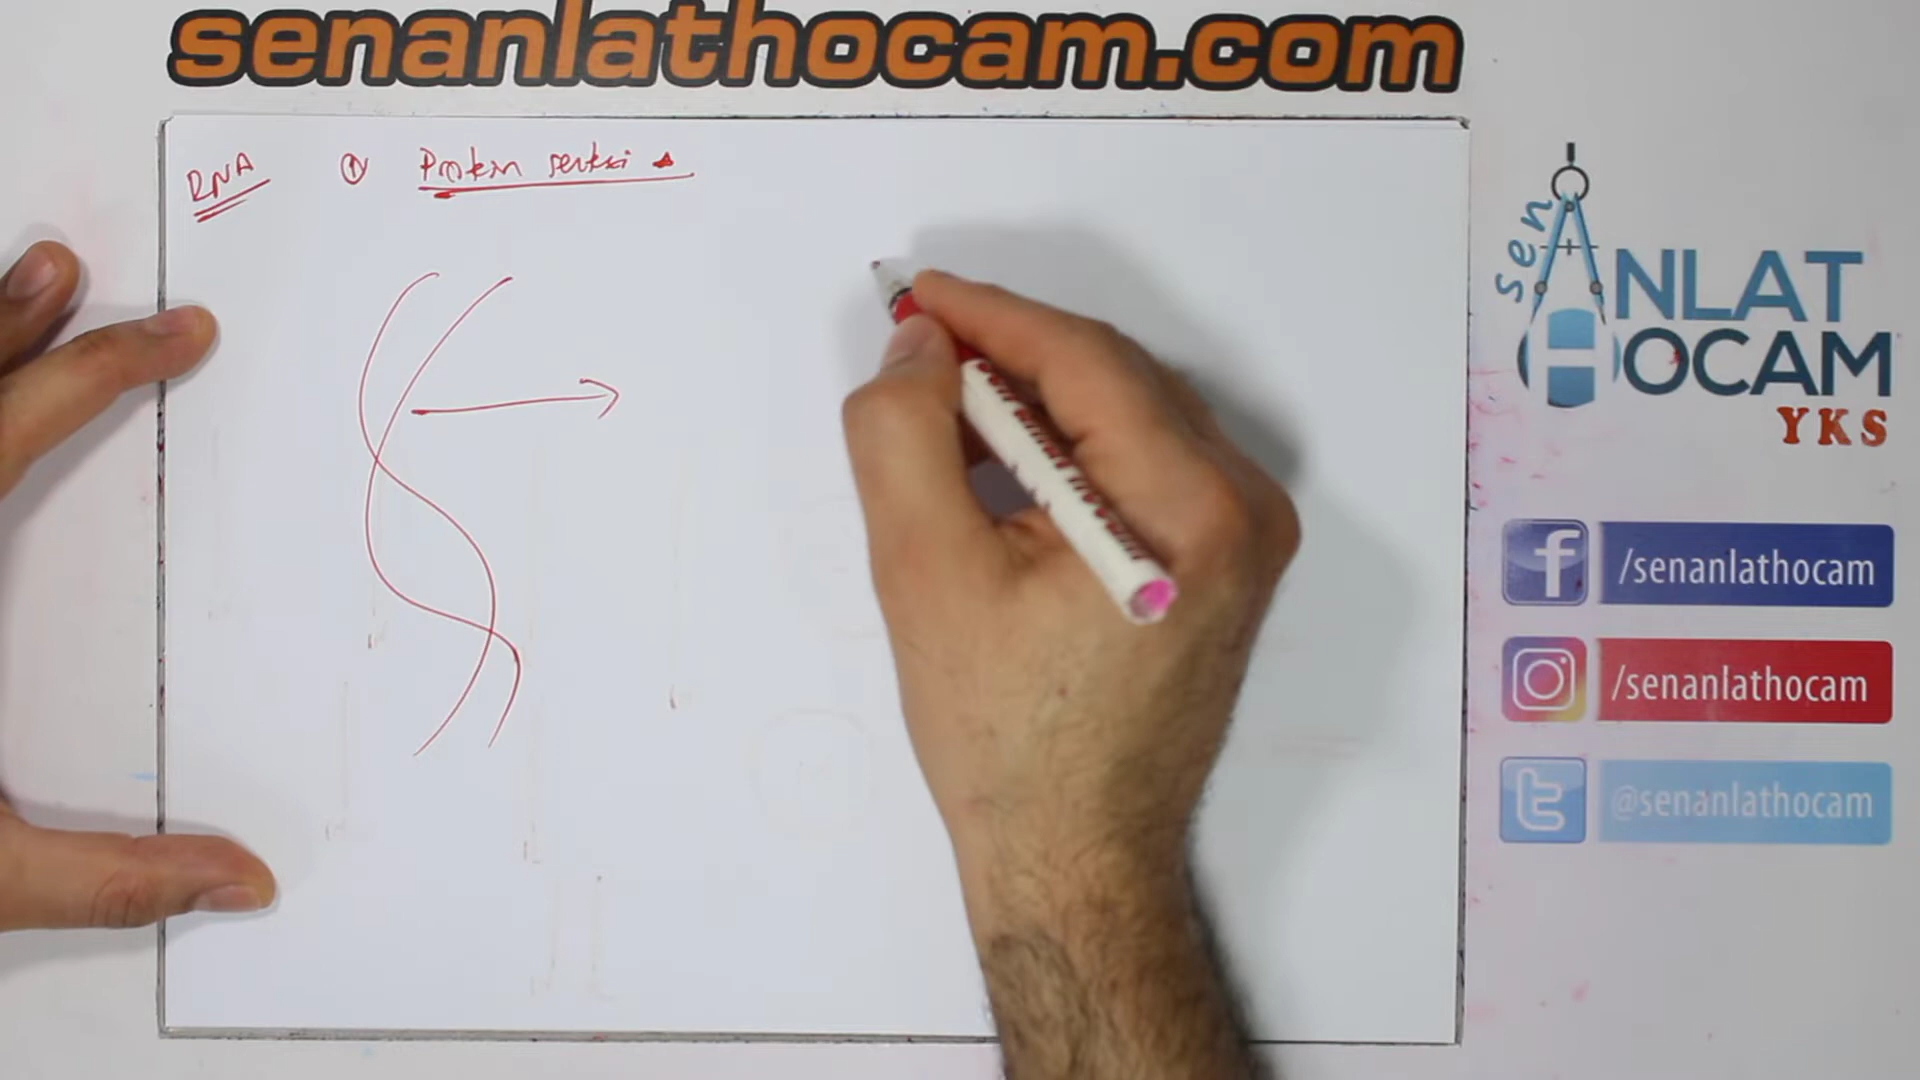 senanlathocam.com
RNA ① Protein sentezi
sen
ANLAT
HOCAM
YKS
f /senanlathocam
/senanlathocam
t @senanlathocam